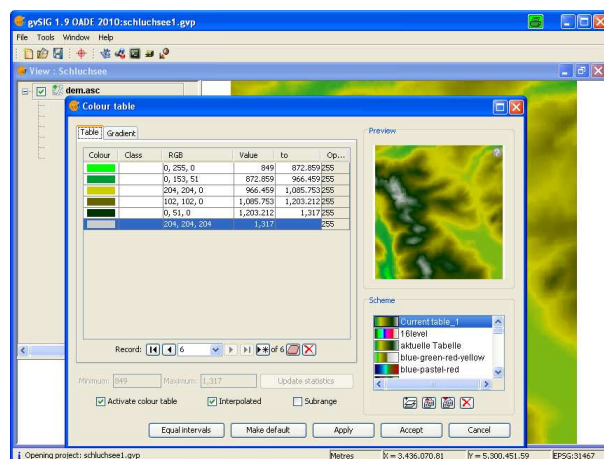 gvSIG 1.9 OADE 2010:schluchsee1.gvp
File Tools Window Help
View : Schluchsee
dem.asc
Colour table
Table Gradient
Colour Class RGB Value to Op...
0, 255, 0 849 872.859 255
0, 153, 51 872.859 966.459 255
204, 204, 0 966.459 1,085.753 255
102, 102, 0 1,085.753 1,203.212 255
0, 51, 0 1,203.212 1,317 255
204, 204, 204 1,317 255
Record: 6 of 6
Minimum: 849 Maximum: 1,317 Update statistics
Activate colour table Interpolated Subrange
Preview
Scheme
Current table_1
16level
aktuelle Tabelle
blue-green-red-yellow
blue-pastel-red
Equal intervals Make default Apply Accept Cancel
Opening project: schluchsee1.gvp Metres X = 3,436,070.81 Y = 5,300,451.59 EPSG:31467